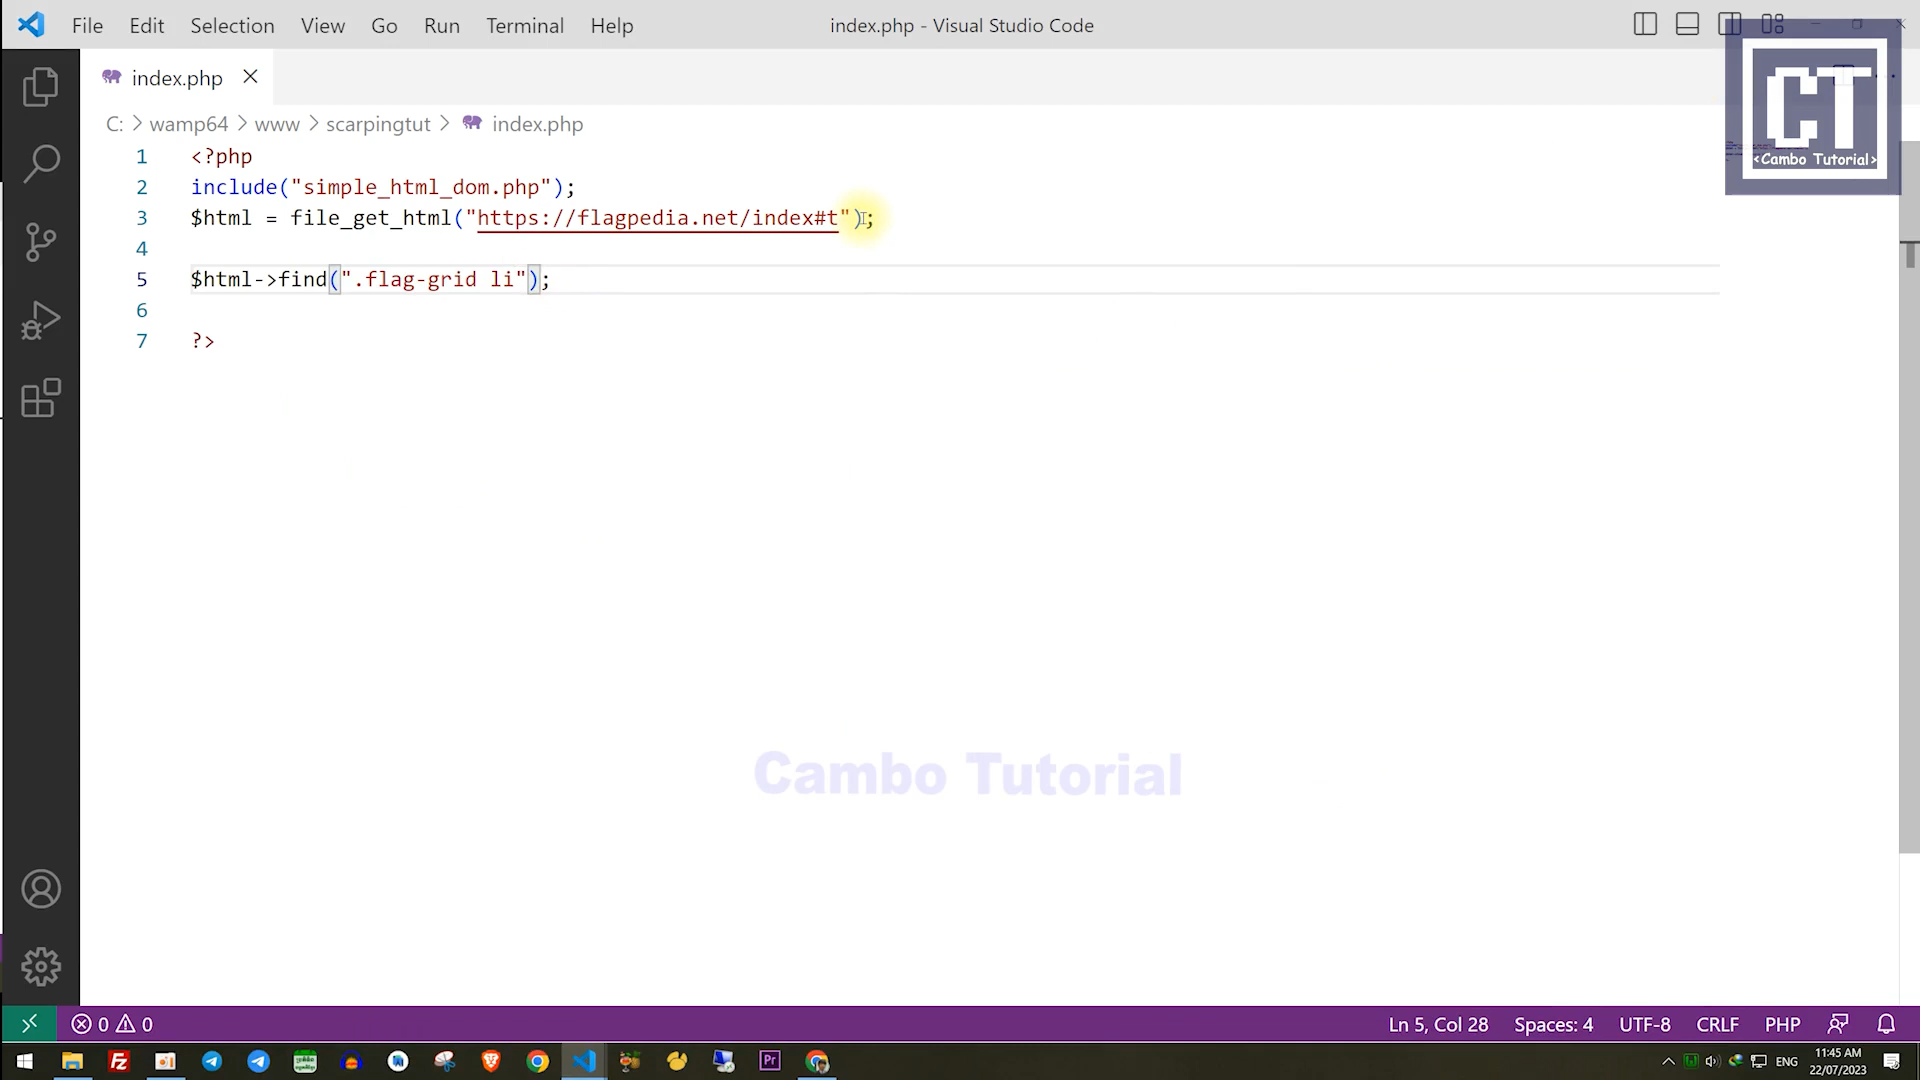 File Edit Selection View Go Run Terminal Help
index.php - Visual Studio Code
index.php
CT
<Cambo Tutorial>
C: > wamp64 > www > scarpingtut > index.php
1 <?php
2 include("simple_html_dom.php");
3 $html = file_get_html("https://flagpedia.net/index#t");
4
5 $html->find(".flag-grid li");
6
7 ?>
Cambo Tutorial
0 0
Ln 5, Col 28 Spaces: 4 UTF-8 CRLF PHP
Pr
ENG
11:45 AM
22/07/2023